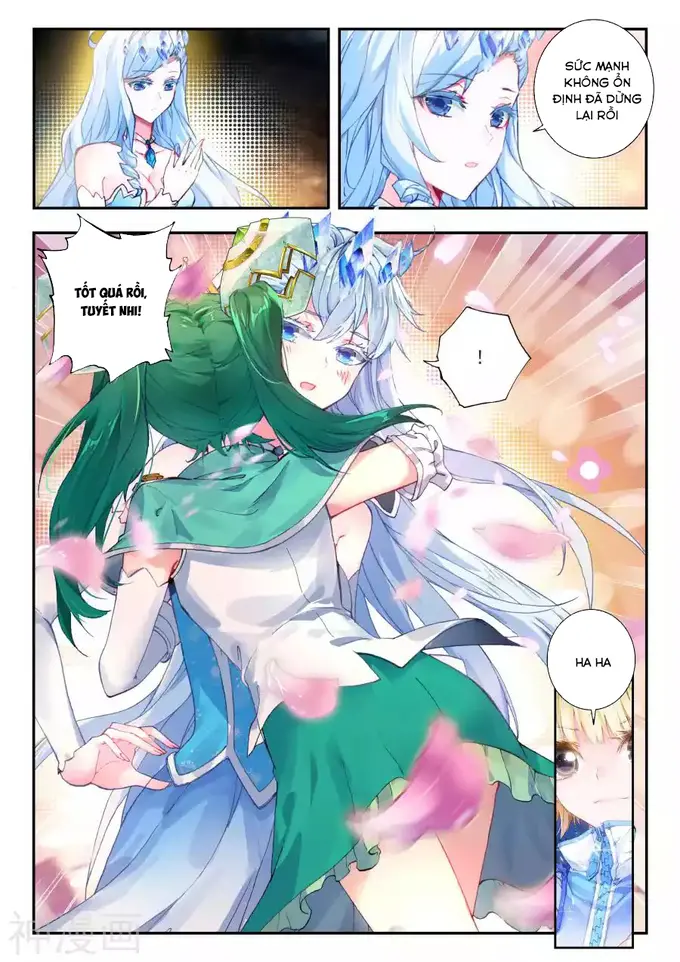 SỨC MẠNH
KHÔNG ỔN
ĐỊNH ĐÃ DỪNG
LẠI RỒI
TỐT QUÁ RỒI,
TUYẾT NHI!
!
HA HA
神漫画